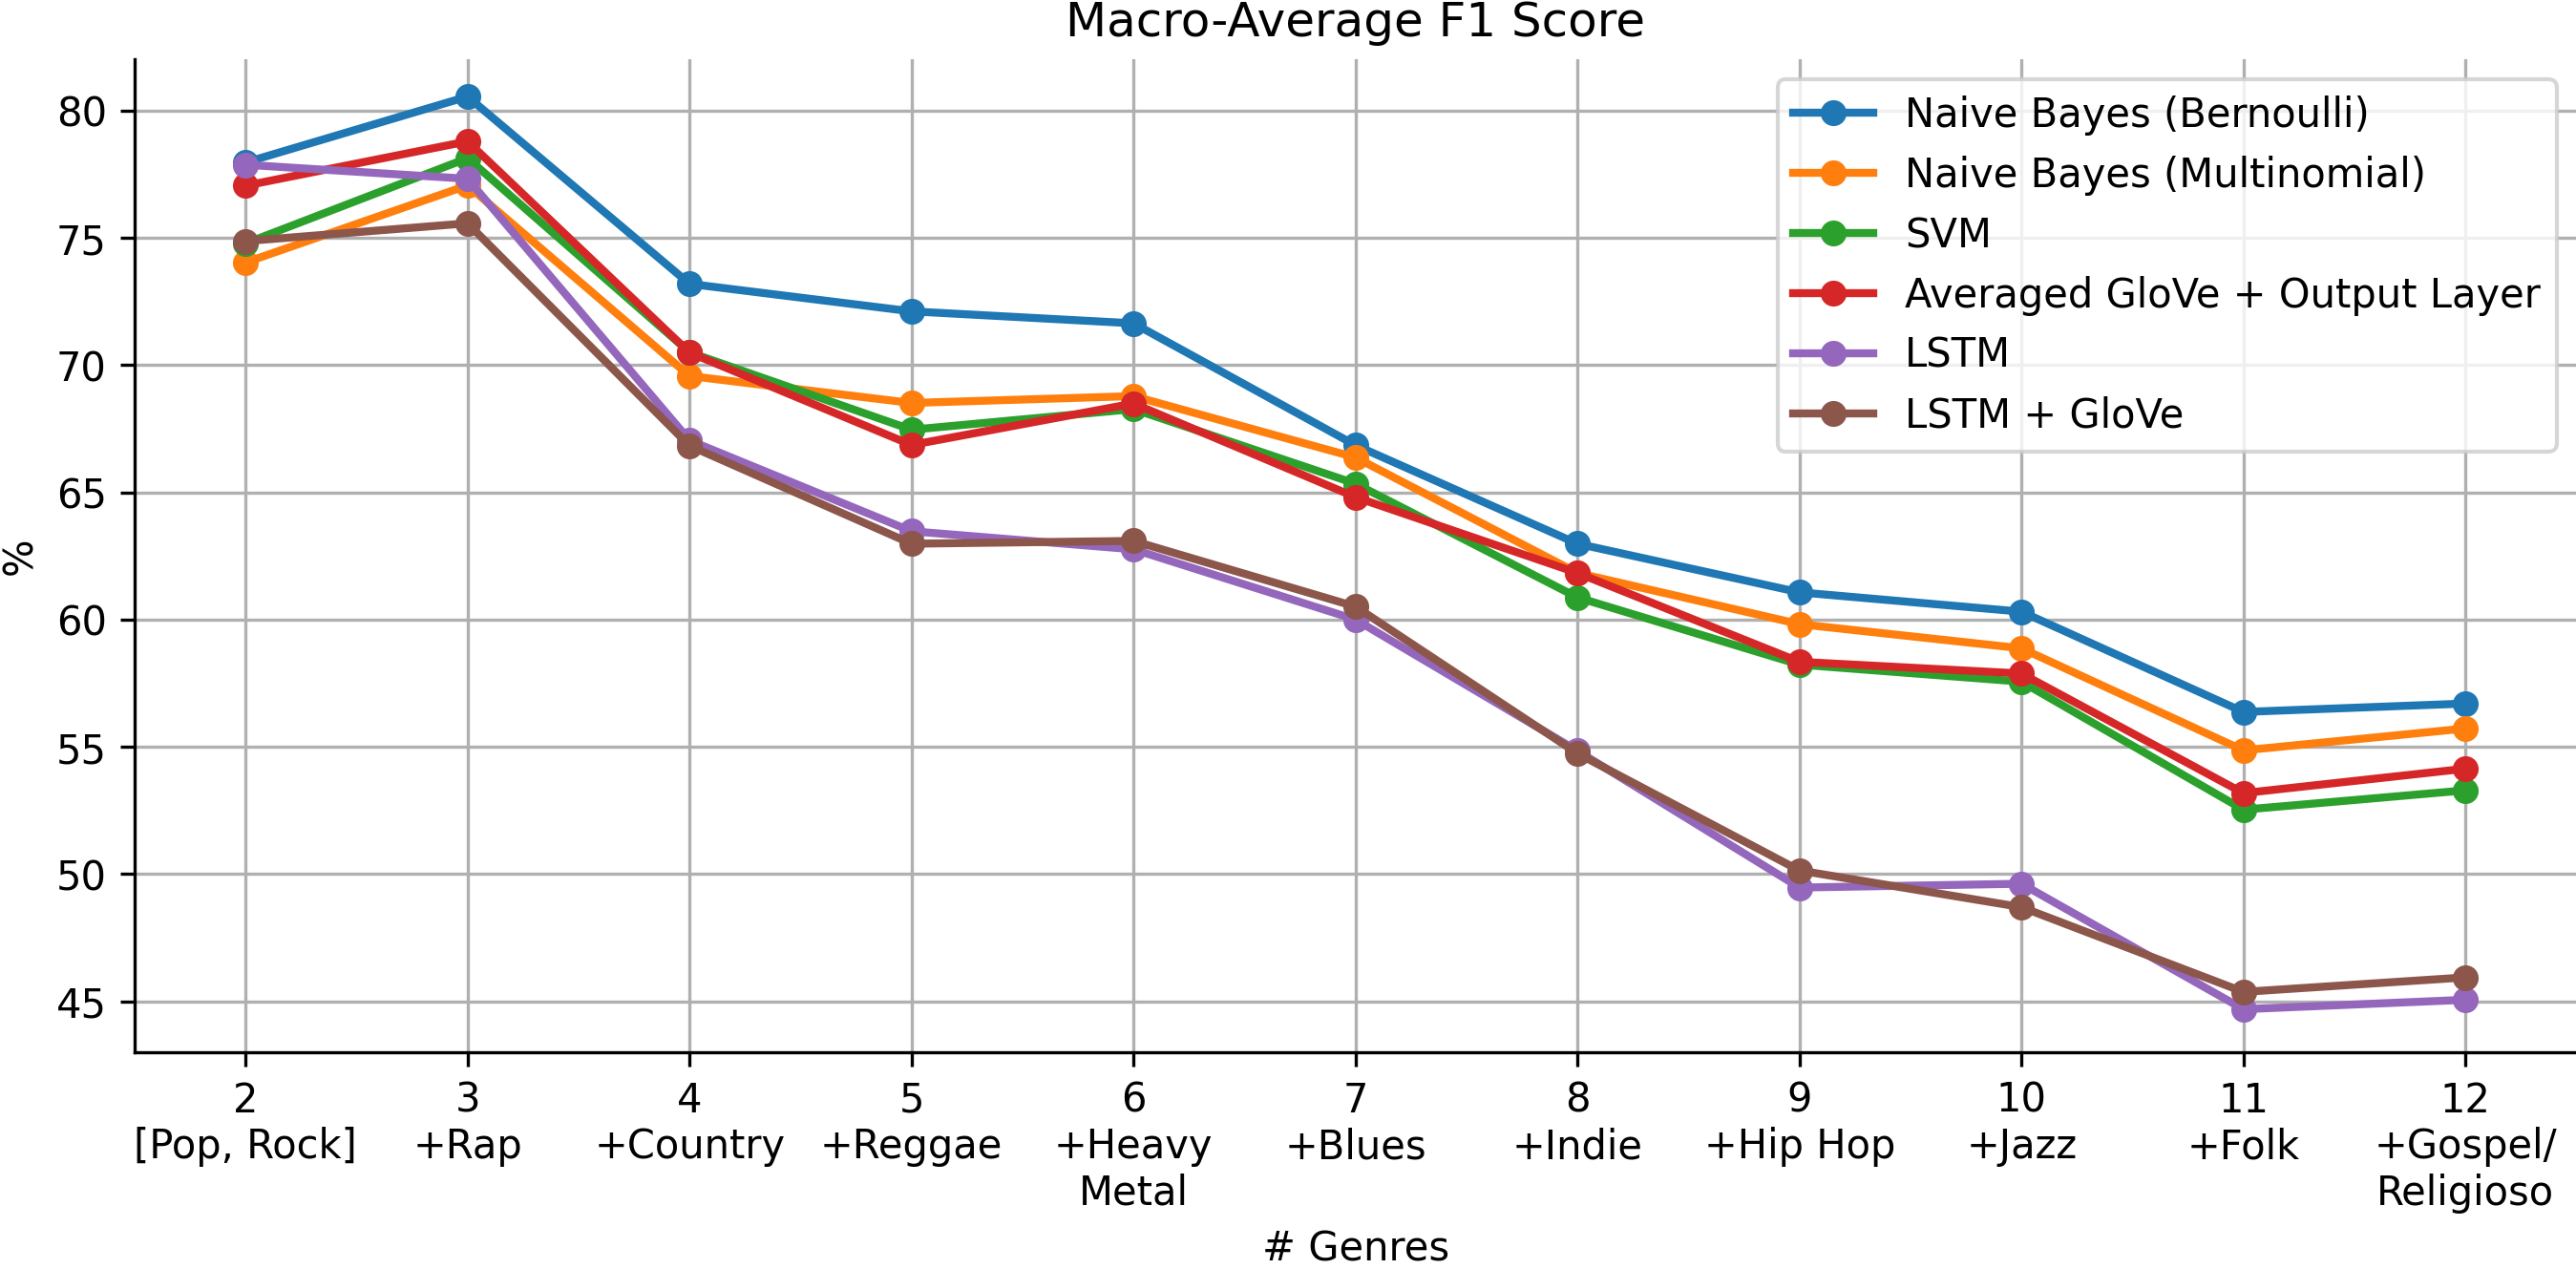 Macro-Average F1 Score
80
75
70
65
60
55
50
45
%
Naive Bayes (Bernoulli)
Naive Bayes (Multinomial)
SVM
Averaged GloVe + Output Layer
LSTM
LSTM + GloVe
2 3 4 5 6 7 8 9 10 11 12
[Pop, Rock] +Rap +Country +Reggae +Heavy +Blues +Indie +Hip Hop +Jazz +Folk +Gospel/
Metal Religioso
# Genres